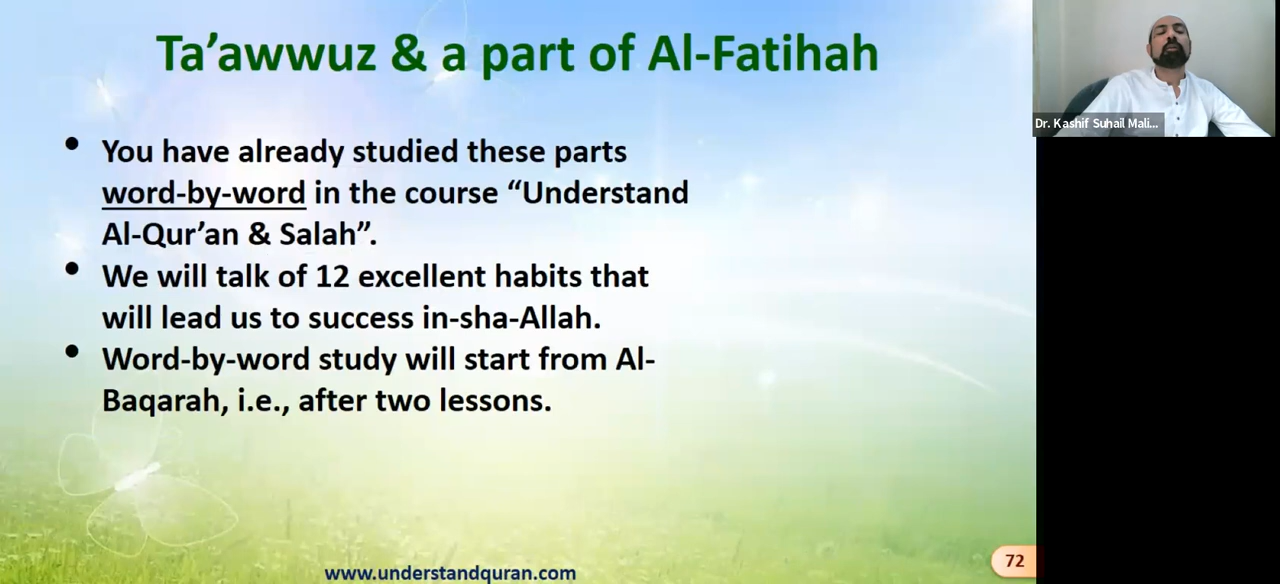 Ta’awwuz & a part of Al-Fatihah
Dr. Kashif Suhail Mali...
• You have already studied these parts
word-by-word in the course “Understand
Al-Qur’an & Salah”.
• We will talk of 12 excellent habits that
will lead us to success in-sha-Allah.
• Word-by-word study will start from Al-
Baqarah, i.e., after two lessons.
72
www.understandquran.com